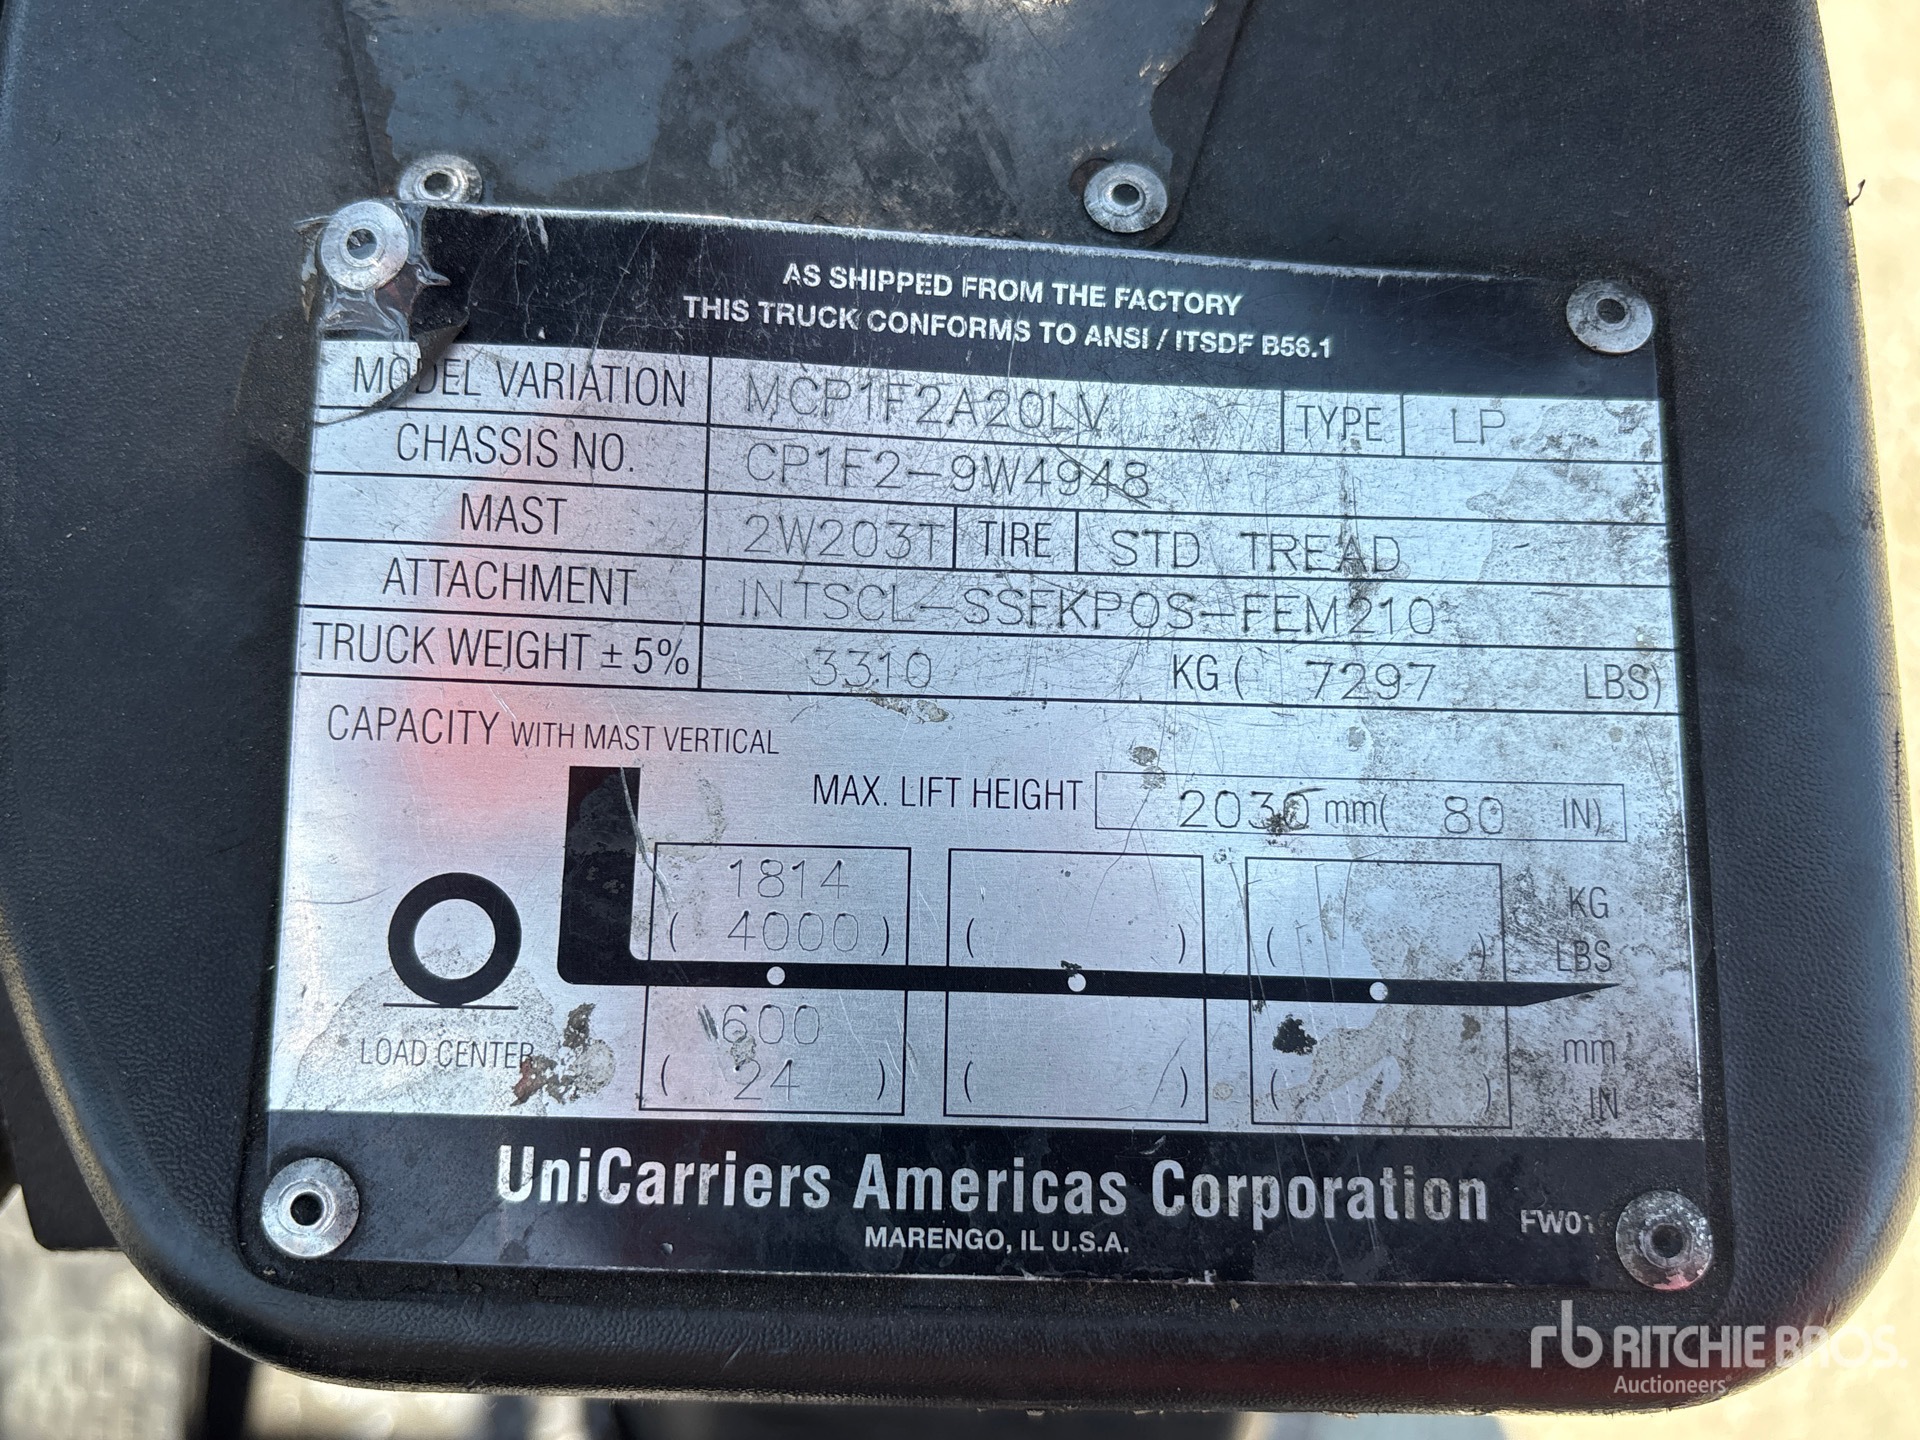 AS SHIPPED FROM THE FACTORY
THIS TRUCK CONFORMS TO ANSI / ITSDF B56.1
MODEL VARIATION MCP1F2A20LV TYPE LP
CHASSIS NO. CP1F2-9W4948
MAST 2W203T TIRE STD TREAD
ATTACHMENT INTSCL-SSFKPOS-FEM210
TRUCK WEIGHT ± 5% 3310 KG ( 7297 LBS)
CAPACITY WITH MAST VERTICAL
MAX. LIFT HEIGHT 2030 mm( 80 IN)
1814 KG
( 4000 ) ( ) ( ) LBS
600 mm
LOAD CENTER
( 24 ) ( ) ( ) IN
UniCarriers Americas Corporation
MARENGO, IL U.S.A.
rb RITCHIE BROS.
Auctioneers